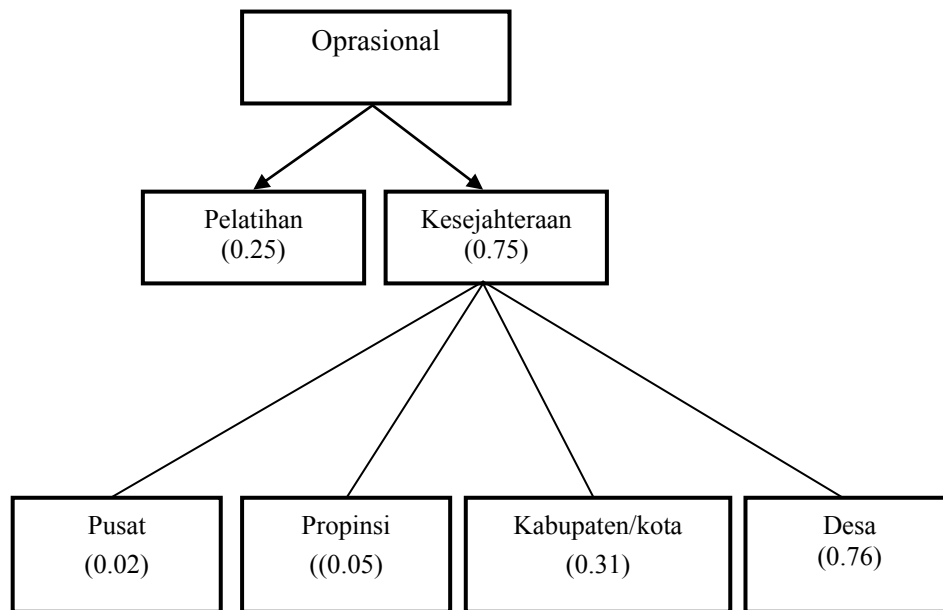 Oprasional
Pelatihan
(0.25)
Kesejahteraan
(0.75)
Pusat
(0.02)
Propinsi
((0.05)
Kabupaten/kota
(0.31)
Desa
(0.76)